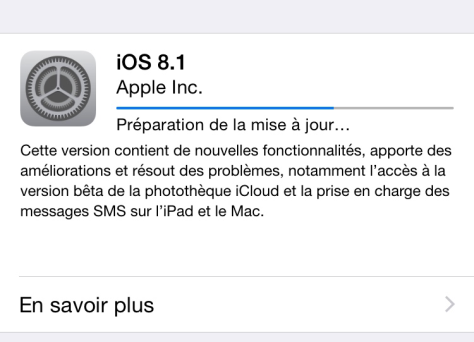 iOS 8.1
Apple Inc.
Préparation de la mise à jour...
Cette version contient de nouvelles fonctionnalités, apporte des
améliorations et résout des problèmes, notamment l'accès à la
version bêta de la photothèque iCloud et la prise en charge des
messages SMS sur l'iPad et le Mac.
En savoir plus